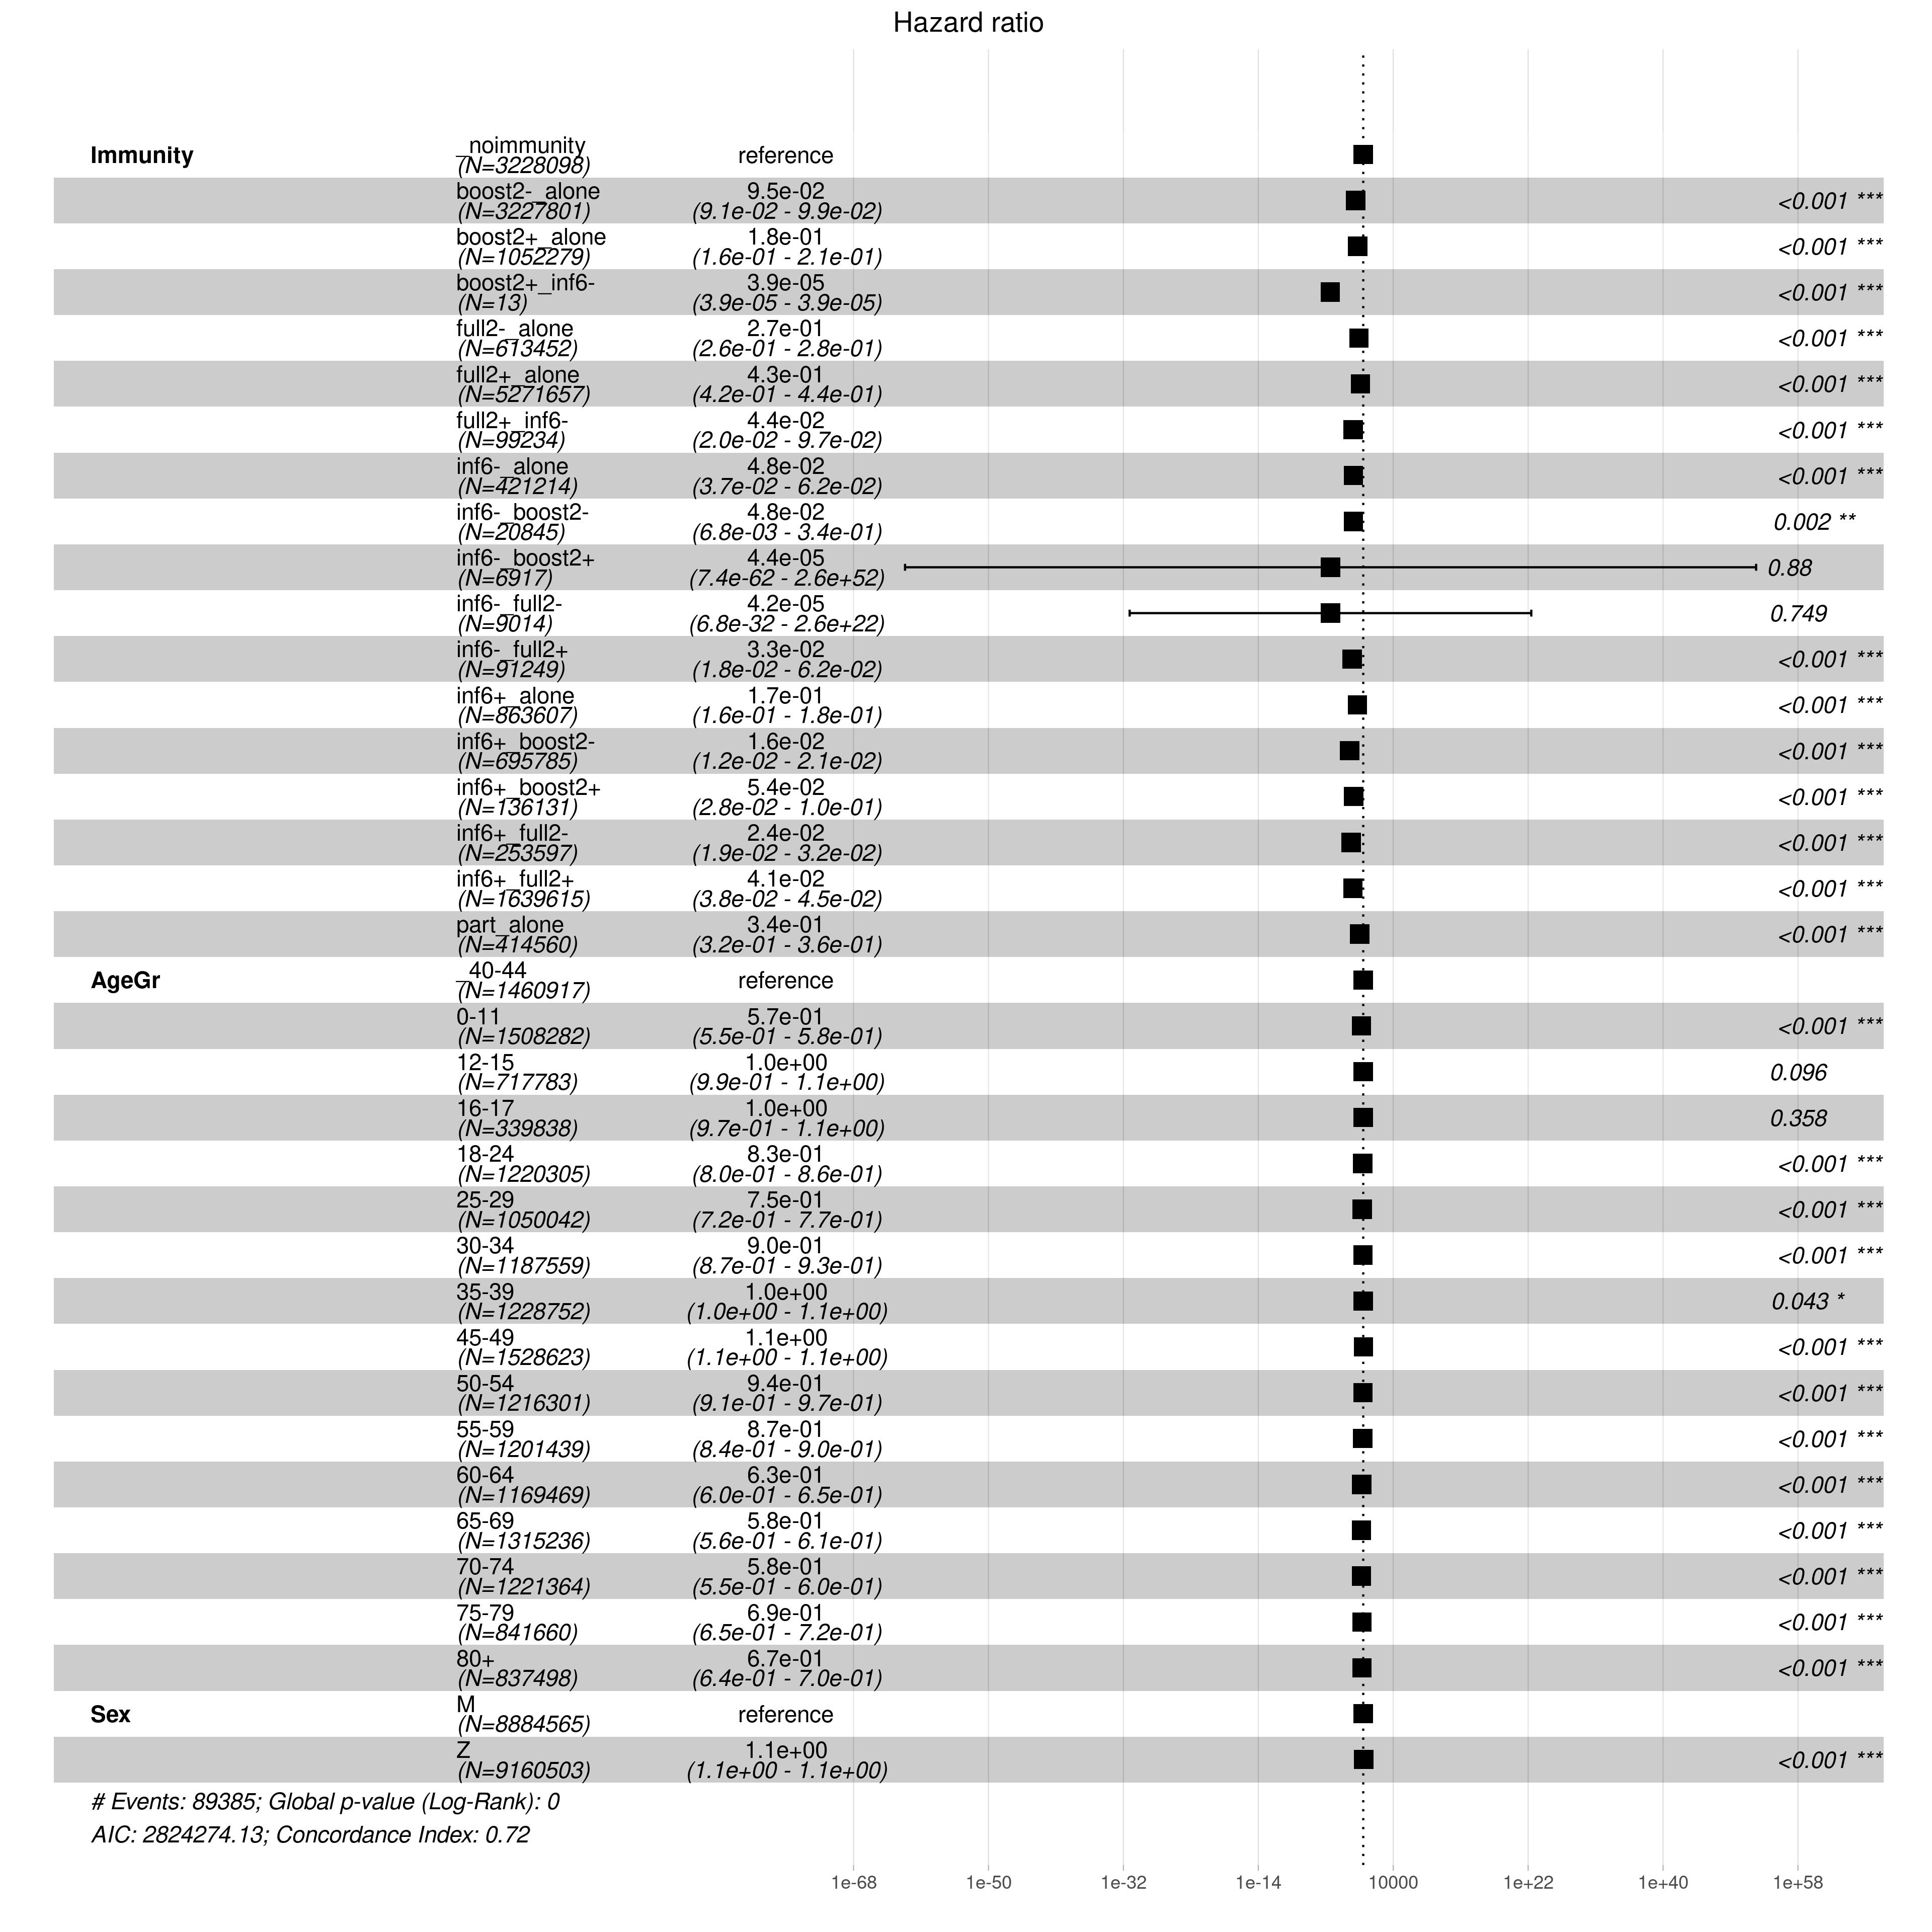 Hazard ratio
Immunity _noimmunity reference
(N=3228098)
boost2-_alone 9.5e-02
(N=3227801) (9.1e-02 - 9.9e-02) <0.001 ***
boost2+_alone 1.8e-01
(N=1052279) (1.6e-01 - 2.1e-01) <0.001 ***
boost2+_inf6- 3.9e-05
(N=13) (3.9e-05 - 3.9e-05) <0.001 ***
full2-_alone 2.7e-01
(N=613452) (2.6e-01 - 2.8e-01) <0.001 ***
full2+_alone 4.3e-01
(N=5271657) (4.2e-01 - 4.4e-01) <0.001 ***
full2+_inf6- 4.4e-02
(N=99234) (2.0e-02 - 9.7e-02) <0.001 ***
inf6-_alone 4.8e-02
(N=421214) (3.7e-02 - 6.2e-02) <0.001 ***
inf6-_boost2- 4.8e-02
(N=20845) (6.8e-03 - 3.4e-01) 0.002 **
inf6-_boost2+ 4.4e-05
(N=6917) (7.4e-62 - 2.6e+52) 0.88
inf6-_full2- 4.2e-05
(N=9014) (6.8e-32 - 2.6e+22) 0.749
inf6-_full2+ 3.3e-02
(N=91249) (1.8e-02 - 6.2e-02) <0.001 ***
inf6+_alone 1.7e-01
(N=863607) (1.6e-01 - 1.8e-01) <0.001 ***
inf6+_boost2- 1.6e-02
(N=695785) (1.2e-02 - 2.1e-02) <0.001 ***
inf6+_boost2+ 5.4e-02
(N=136131) (2.8e-02 - 1.0e-01) <0.001 ***
inf6+_full2- 2.4e-02
(N=253597) (1.9e-02 - 3.2e-02) <0.001 ***
inf6+_full2+ 4.1e-02
(N=1639615) (3.8e-02 - 4.5e-02) <0.001 ***
part_alone 3.4e-01
(N=414560) (3.2e-01 - 3.6e-01) <0.001 ***
AgeGr _40-44 reference
(N=1460917)
0-11 5.7e-01
(N=1508282) (5.5e-01 - 5.8e-01) <0.001 ***
12-15 1.0e+00
(N=717783) (9.9e-01 - 1.1e+00) 0.096
16-17 1.0e+00
(N=339838) (9.7e-01 - 1.1e+00) 0.358
18-24 8.3e-01
(N=1220305) (8.0e-01 - 8.6e-01) <0.001 ***
25-29 7.5e-01
(N=1050042) (7.2e-01 - 7.7e-01) <0.001 ***
30-34 9.0e-01
(N=1187559) (8.7e-01 - 9.3e-01) <0.001 ***
35-39 1.0e+00
(N=1228752) (1.0e+00 - 1.1e+00) 0.043 *
45-49 1.1e+00
(N=1528623) (1.1e+00 - 1.1e+00) <0.001 ***
50-54 9.4e-01
(N=1216301) (9.1e-01 - 9.7e-01) <0.001 ***
55-59 8.7e-01
(N=1201439) (8.4e-01 - 9.0e-01) <0.001 ***
60-64 6.3e-01
(N=1169469) (6.0e-01 - 6.5e-01) <0.001 ***
65-69 5.8e-01
(N=1315236) (5.6e-01 - 6.1e-01) <0.001 ***
70-74 5.8e-01
(N=1221364) (5.5e-01 - 6.0e-01) <0.001 ***
75-79 6.9e-01
(N=841660) (6.5e-01 - 7.2e-01) <0.001 ***
80+ 6.7e-01
(N=837498) (6.4e-01 - 7.0e-01) <0.001 ***
Sex M reference
(N=8884565)
Z 1.1e+00
(N=9160503) (1.1e+00 - 1.1e+00) <0.001 ***
# Events: 89385; Global p-value (Log-Rank): 0
AIC: 2824274.13; Concordance Index: 0.72
1e-68 1e-50 1e-32 1e-14 10000 1e+22 1e+40 1e+58